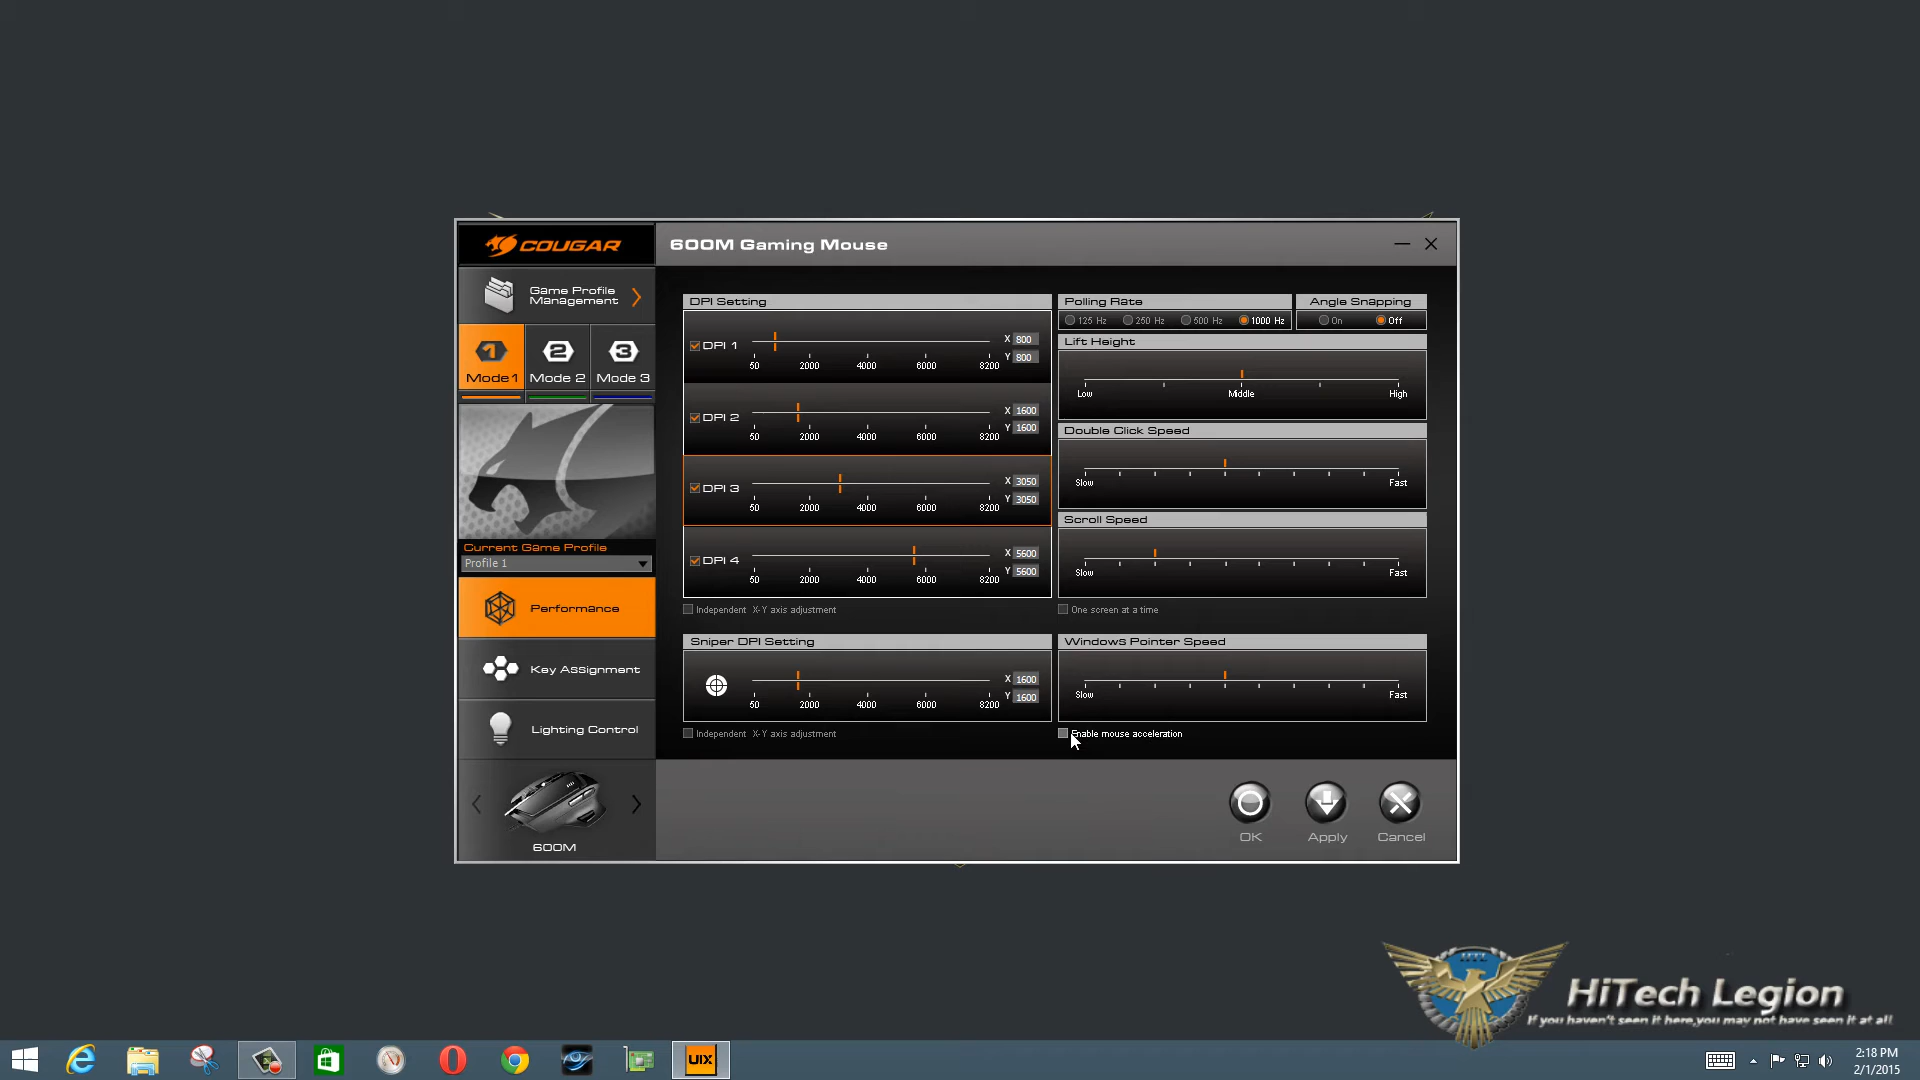 COUGAR
600M Gaming Mouse
Game Profile
Management
1
2
3
Mode 1
Mode 2
Mode 3
Current Game Profile
Profile 1
Performance
Key Assignment
Lighting Control
600M
DPI Setting
DPI 1
50 2000 4000 6000 8200
X 800
Y 800
DPI 2
50 2000 4000 6000 8200
X 1600
Y 1600
DPI 3
50 2000 4000 6000 8200
X 3050
Y 3050
DPI 4
50 2000 4000 6000 8200
X 5600
Y 5600
Independent X-Y axis adjustment
Sniper DPI Setting
50 2000 4000 6000 8200
X 1600
Y 1600
Independent X-Y axis adjustment
Polling Rate
125 Hz 250 Hz 500 Hz 1000 Hz
Angle Snapping
On Off
Lift Height
Low Middle High
Double Click Speed
Slow Fast
Scroll Speed
Slow Fast
One screen at a time
Windows Pointer Speed
Slow Fast
Enable mouse acceleration
OK
Apply
Cancel
HTL
HiTech Legion
If you haven't seen it here, you may not have seen it at all
UIX
2:18 PM
2/1/2015